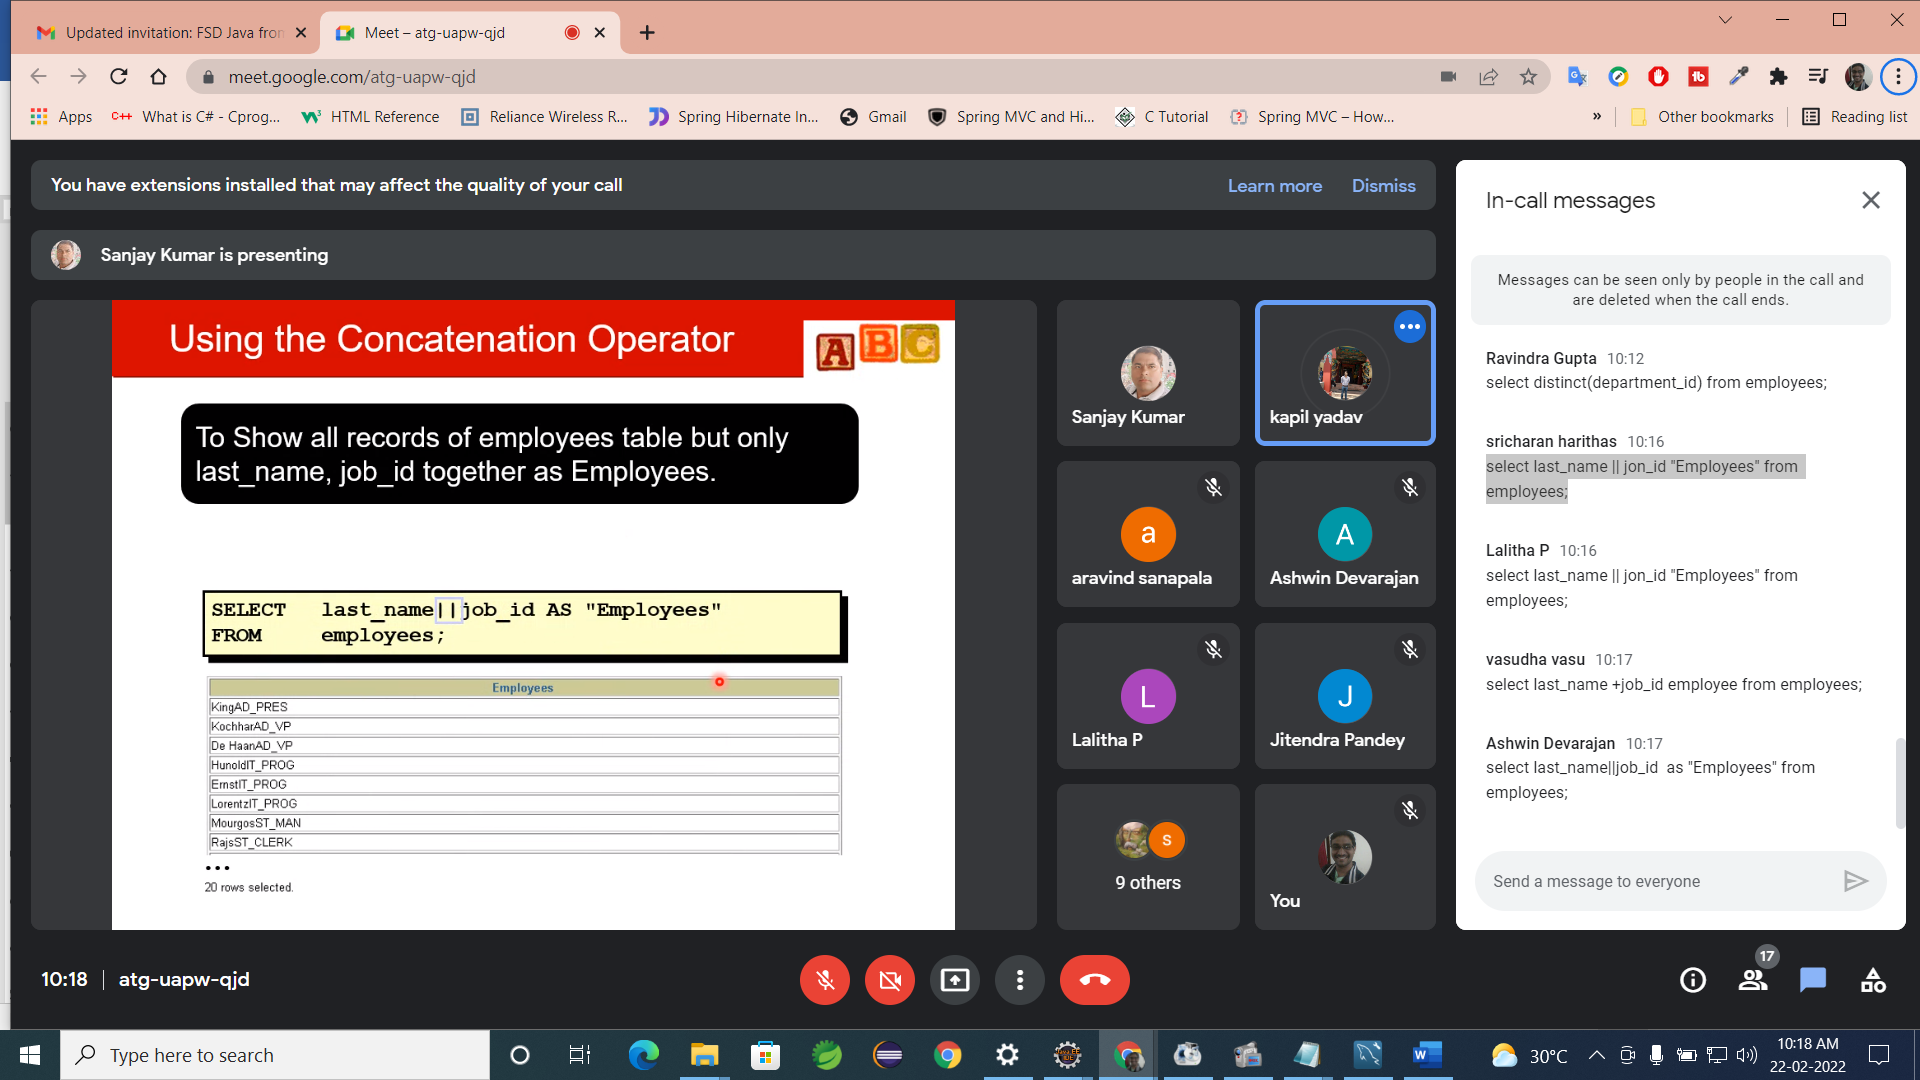 Updated invitation: FSD Java fron
Meet – atg-uapw-qjd
meet.google.com/atg-uapw-qjd
Apps
C++ What is C# - Cprog...
HTML Reference
Reliance Wireless R...
Spring Hibernate In...
Gmail
Spring MVC and Hi...
C Tutorial
Spring MVC – How...
»
Other bookmarks
Reading list
You have extensions installed that may affect the quality of your call
Learn more
Dismiss
Sanjay Kumar is presenting
Using the Concatenation Operator
A B C
To Show all records of employees table but only
last_name, job_id together as Employees.
SELECT last_name||job_id AS "Employees"
FROM employees;
Employees
KingAD_PRES
KochharAD_VP
De HaanAD_VP
HunoldIT_PROG
ErnstIT_PROG
LorentzIT_PROG
MourgosST_MAN
RajsST_CLERK
...
20 rows selected.
Sanjay Kumar
kapil yadav
a
aravind sanapala
A
Ashwin Devarajan
L
Lalitha P
J
Jitendra Pandey
s
9 others
You
In-call messages
Messages can be seen only by people in the call and
are deleted when the call ends.
Ravindra Gupta 10:12
select distinct(department_id) from employees;
sricharan harithas 10:16
select last_name || jon_id "Employees" from
employees;
Lalitha P 10:16
select last_name || jon_id "Employees" from
employees;
vasudha vasu 10:17
select last_name +job_id employee from employees;
Ashwin Devarajan 10:17
select last_name||job_id as "Employees" from
employees;
Send a message to everyone
10:18 | atg-uapw-qjd
17
Type here to search
30°C
10:18 AM
22-02-2022